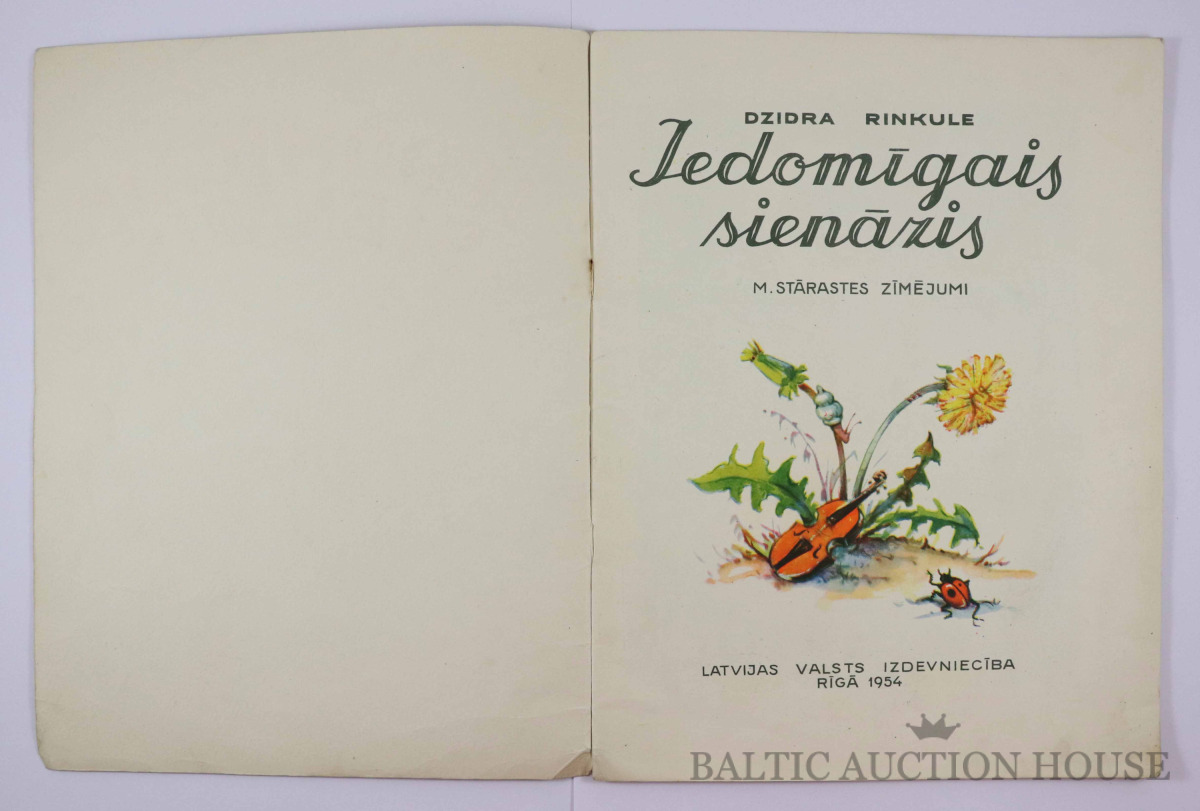 DZIDRA RINKULE
Iedomīgais
sienāzis
M. STĀRASTES ZĪMĒJUMI
LATVIJAS VALSTS IZDEVNIECĪBA
RĪGĀ 1954
BALTIC AUCTION HOUSE